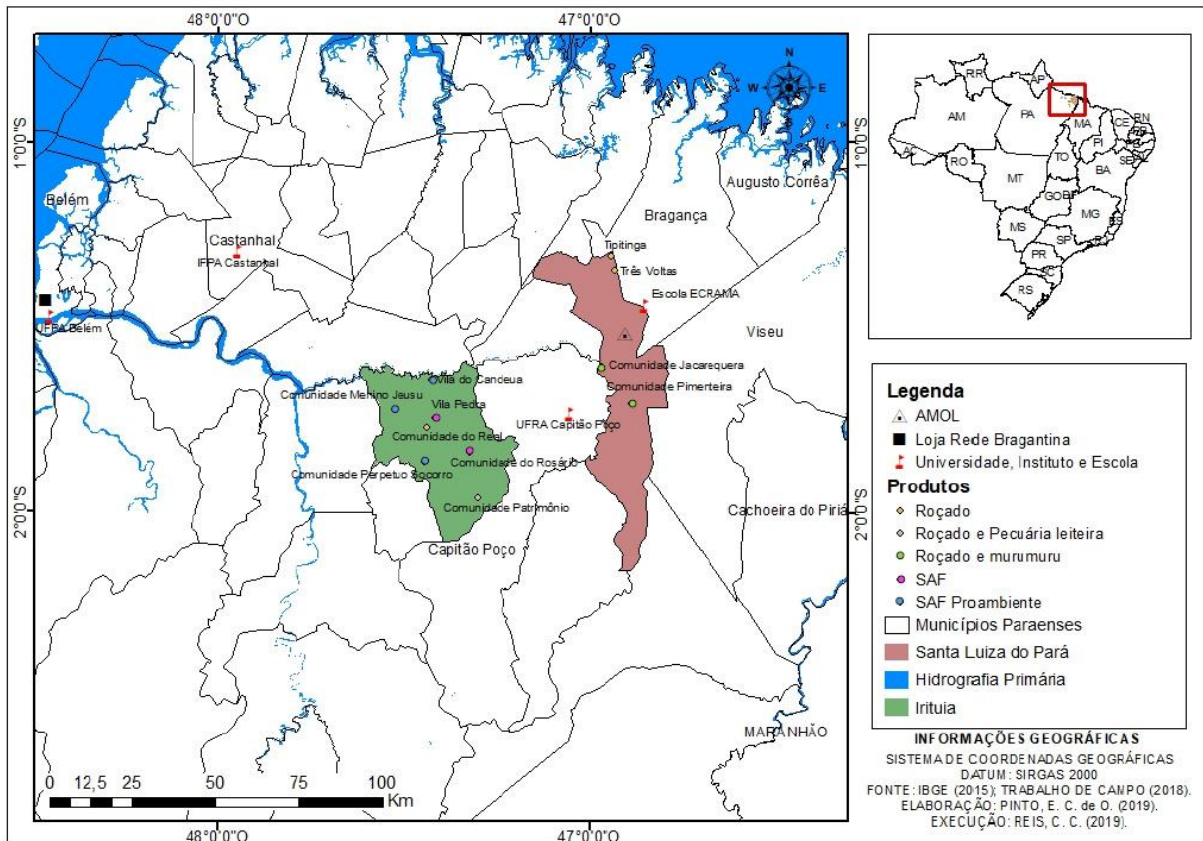 48°0'0"O
47°0'0"O
N
W
E
S
1°0'0"S
1°0'0"S
Augusto Corrêa
Belém
Bragança
Castanhal
IFPA Castanhal
Tipitinga
Três Voltas
Escola ECRAMA
UFPA Belém
Viseu
Comunidade Jacarequera
Vila do Candeua
Comunidade Pimenteira
Comunidade Menino Jeusu
Vila Pedra
UFRA Capitão Poço
Comunidade do Reel
Comunidade do Rosário
Comunidade Perpetuo Socorro
Comunidade Patrimônio
Cachoeira do Piriá
2°0'0"S
2°0'0"S
Capitão Poço
MARANHÃO
0 12,5 25 50 75 100
Km
48°0'0"O
47°0'0"O
RR
AP
AM
PA
MA
CE
RN
PI
AC
RO
TO
SE
MT
BA
GO
MG
MS
ES
SP
PR
RS
Legenda
AMOL
Loja Rede Bragantina
Universidade, Instituto e Escola
Produtos
Roçado
Roçado e Pecuária leiteira
Roçado e murumuru
SAF
SAF Proambiente
Municípios Paraenses
Santa Luiza do Pará
Hidrografia Primária
Irituia
INFORMAÇÕES GEOGRÁFICAS
SISTEMA DE COORDENADAS GEOGRÁFICAS
DATUM: SIRGAS 2000
FONTE: IBGE (2015); TRABALHO DE CAMPO (2018).
ELABORAÇÃO: PINTO, E. C. de O. (2019).
EXECUÇÃO: REIS, C. C. (2019).